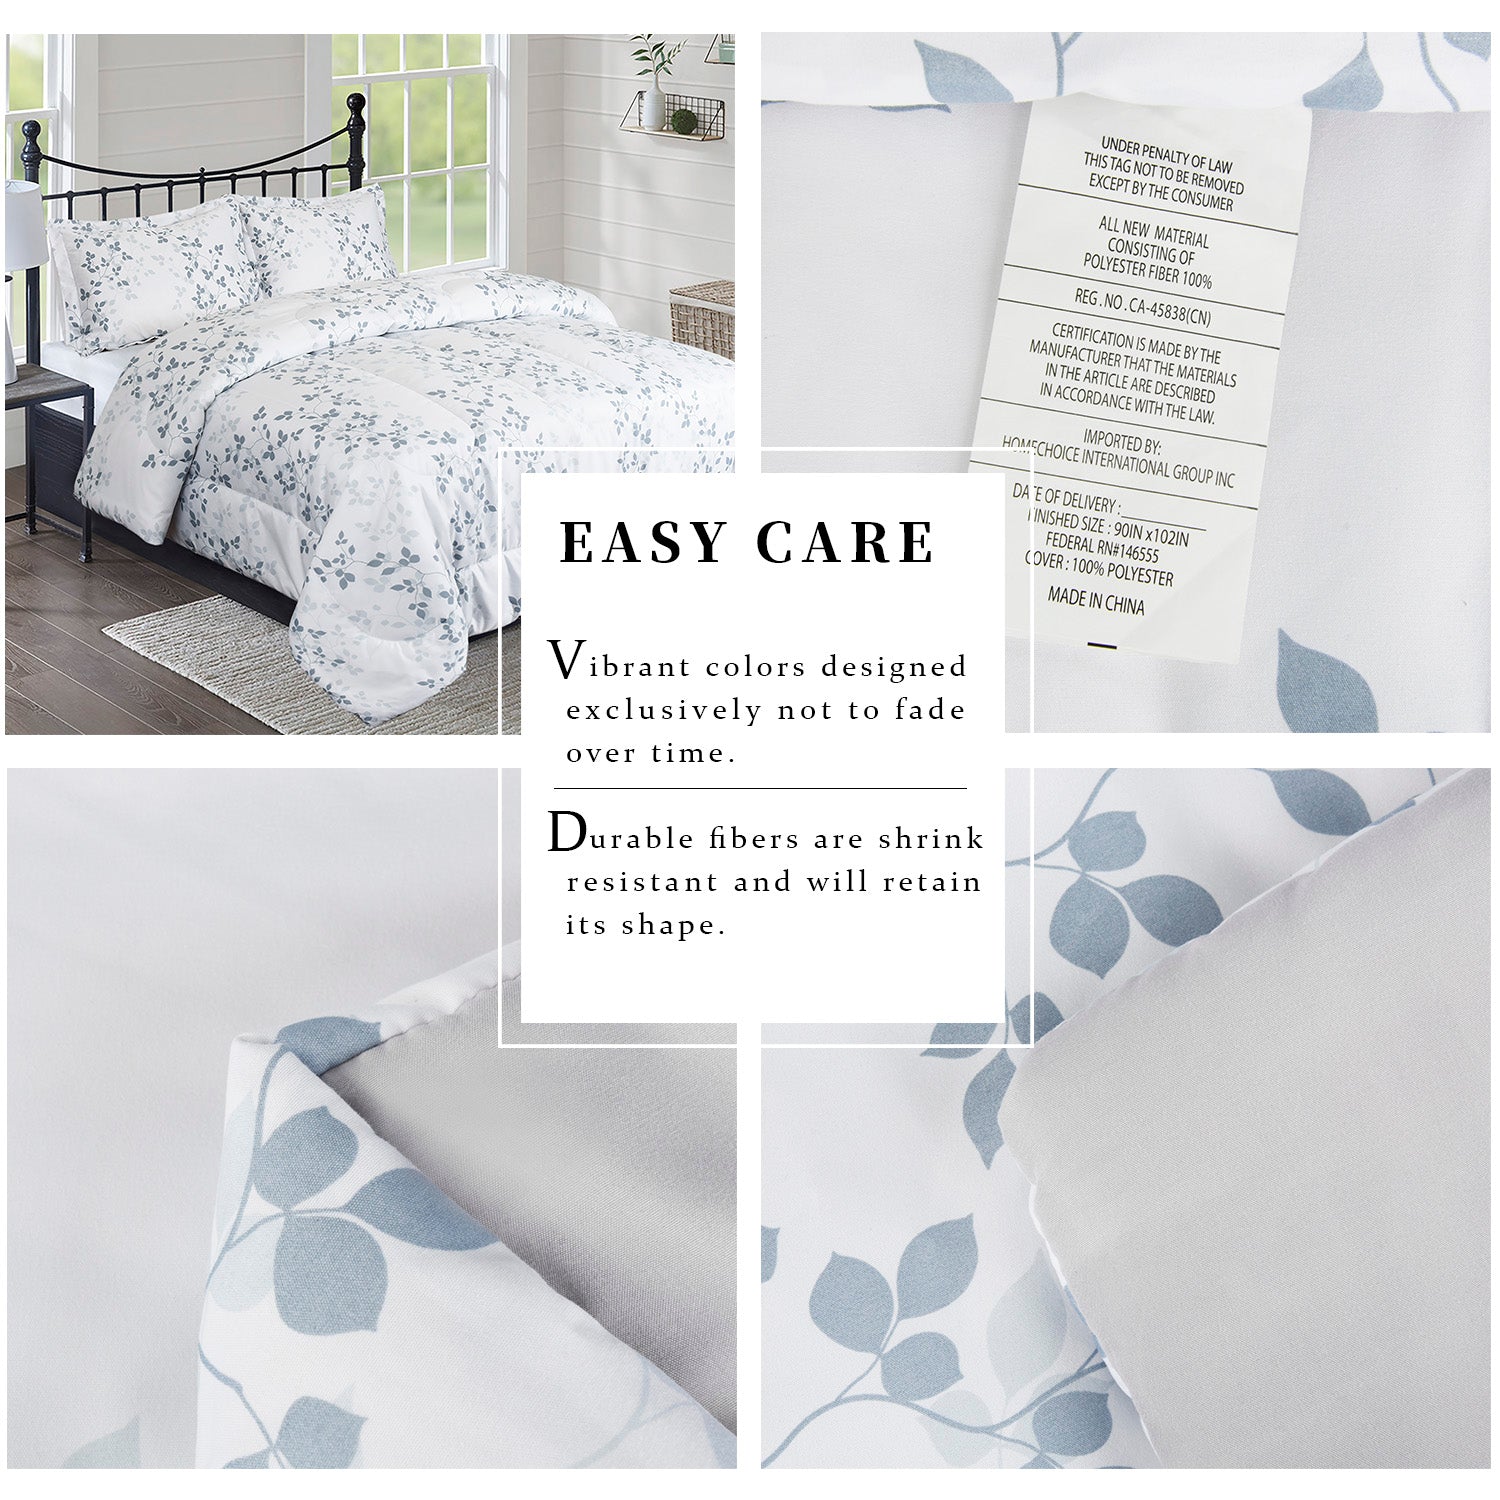 UNDER PENALTY OF LAW
THIS TAG NOT TO BE REMOVED
EXCEPT BY THE CONSUMER
ALL NEW MATERIAL
CONSISTING OF
POLYESTER FIBER 100%
REG. NO. CA-45838(CN)
CERTIFICATION IS MADE BY THE
MANUFACTURER THAT THE MATERIALS
IN THE ARTICLE ARE DESCRIBED
IN ACCORDANCE WITH THE LAW.
IMPORTED BY:
HOMECHOICE INTERNATIONAL GROUP INC
DATE OF DELIVERY :
FINISHED SIZE : 90IN x102IN
FEDERAL RN#146555
COVER : 100% POLYESTER
MADE IN CHINA
EASY CARE
Vibrant colors designed
exclusively not to fade
over time.
Durable fibers are shrink
resistant and will retain
its shape.